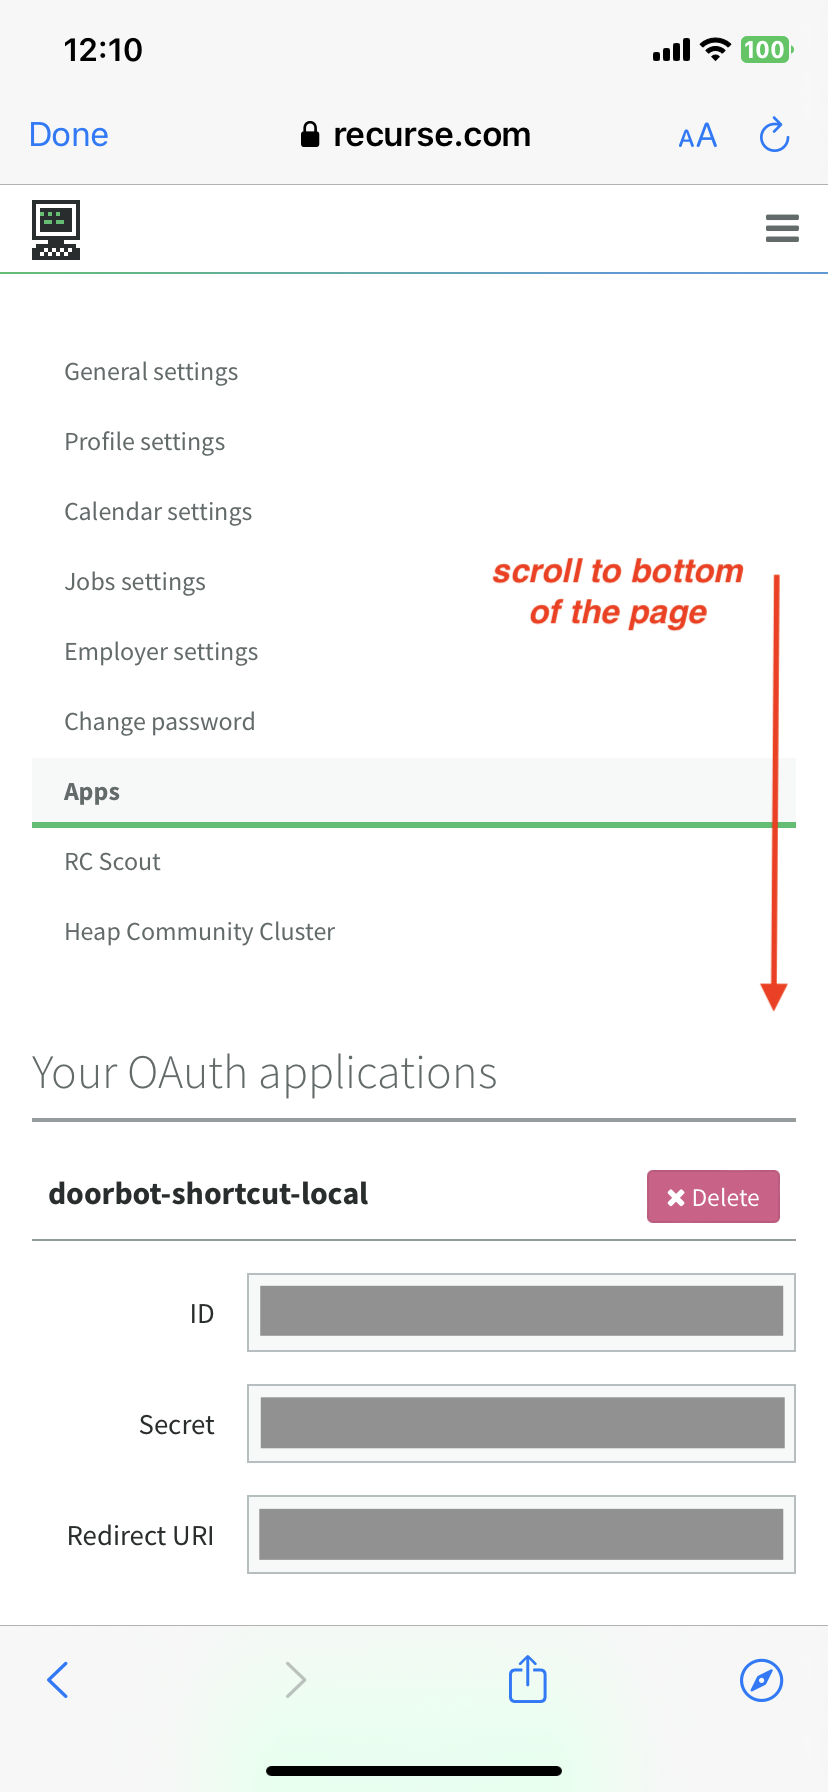 12:10
100
Done
recurse.com
AA
General settings
Profile settings
Calendar settings
Jobs settings
scroll to bottom
of the page
Employer settings
Change password
Apps
RC Scout
Heap Community Cluster
Your OAuth applications
doorbot-shortcut-local
Delete
ID
Secret
Redirect URI